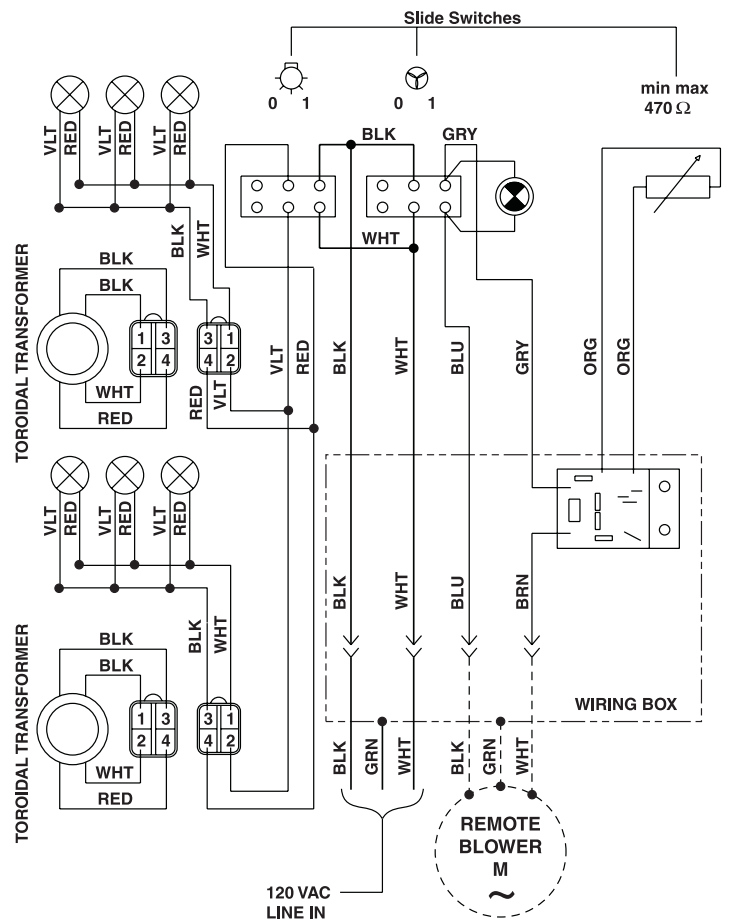 Slide Switches
0 1
0 1
min max
470 Ω
VLT RED VLT RED VLT RED
BLK GRY
WHT
BLK WHT
TOROIDAL TRANSFORMER
BLK
BLK
1 3
2 4
3 1
4 2
WHT
RED
RED VLT
VLT RED BLK WHT BLU GRY ORG ORG
VLT RED VLT RED VLT RED
BLK WHT
BLK WHT BLU BRN
TOROIDAL TRANSFORMER
BLK
BLK
1 3
2 4
3 1
4 2
WHT
RED
WIRING BOX
BLK GRN WHT BLK GRN WHT
REMOTE
BLOWER
M
~
120 VAC
LINE IN